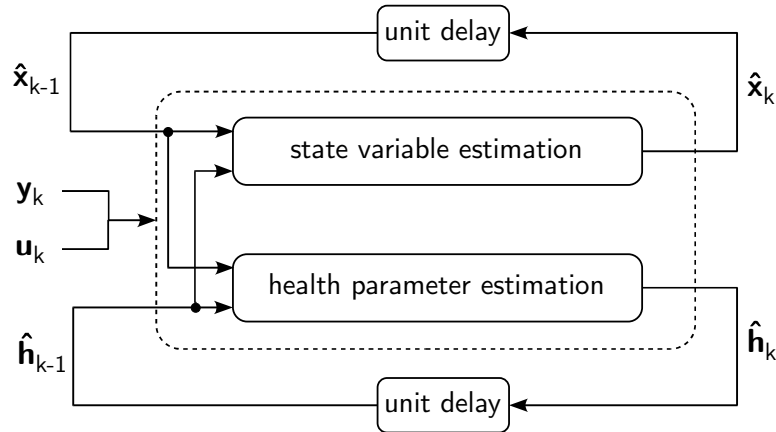 unit delay
x̂k-1
x̂k
state variable estimation
yk
uk
health parameter estimation
ĥk-1
ĥk
unit delay